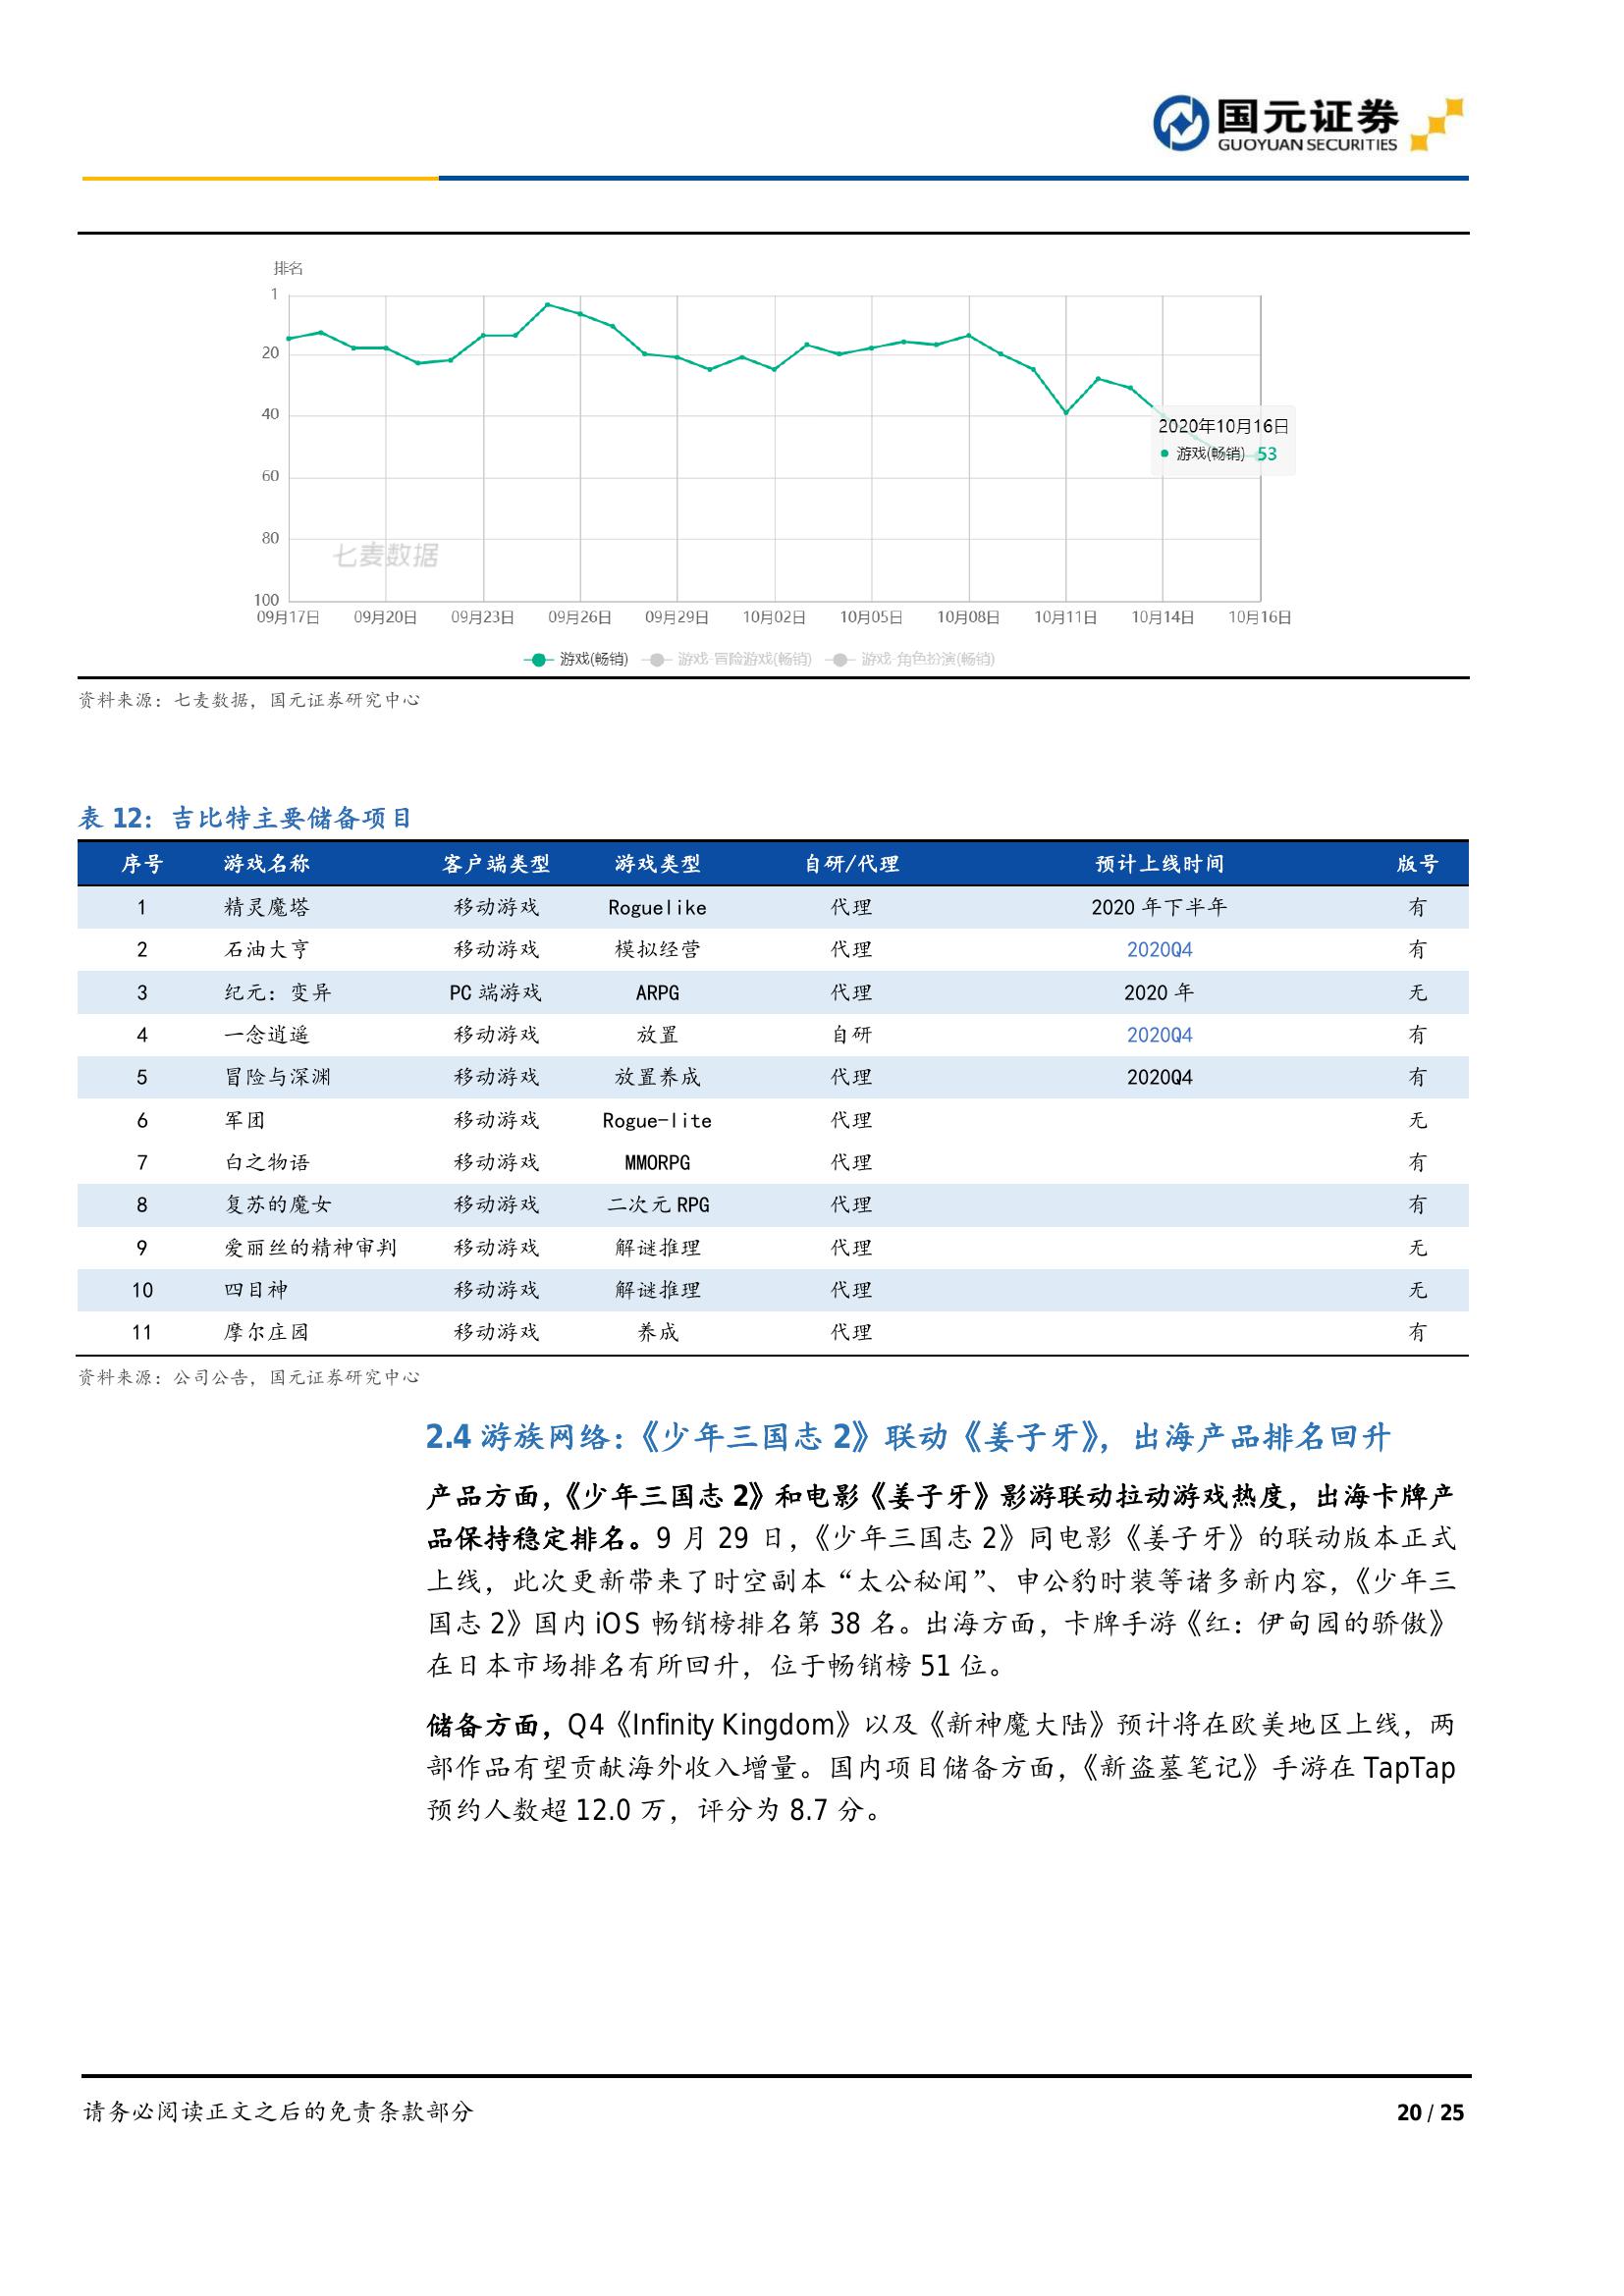 国元证券
GUOYUAN SECURITIES
排名
1
20
40
60
80
100
2020年10月16日
游戏(畅销) 53
七麦数据
09月17日 09月20日 09月23日 09月26日 09月29日 10月02日 10月05日 10月08日 10月11日 10月14日 10月16日
游戏(畅销) 游戏-冒险游戏(畅销) 游戏-角色扮演(畅销)
资料来源：七麦数据，国元证券研究中心
表 12：吉比特主要储备项目
序号 游戏名称 客户端类型 游戏类型 自研/代理 预计上线时间 版号
1 精灵魔塔 移动游戏 Roguelike 代理 2020 年下半年 有
2 石油大亨 移动游戏 模拟经营 代理 2020Q4 有
3 纪元：变异 PC 端游戏 ARPG 代理 2020 年 无
4 一念逍遥 移动游戏 放置 自研 2020Q4 有
5 冒险与深渊 移动游戏 放置养成 代理 2020Q4 有
6 军团 移动游戏 Rogue-lite 代理 无
7 白之物语 移动游戏 MMORPG 代理 有
8 复苏的魔女 移动游戏 二次元 RPG 代理 有
9 爱丽丝的精神审判 移动游戏 解谜推理 代理 无
10 四目神 移动游戏 解谜推理 代理 无
11 摩尔庄园 移动游戏 养成 代理 有
资料来源：公司公告，国元证券研究中心
2.4 游族网络：《少年三国志 2》联动《姜子牙》，出海产品排名回升
产品方面，《少年三国志 2》和电影《姜子牙》影游联动拉动游戏热度，出海卡牌产
品保持稳定排名。9 月 29 日，《少年三国志 2》同电影《姜子牙》的联动版本正式
上线，此次更新带来了时空副本“太公秘闻”、申公豹时装等诸多新内容，《少年三
国志 2》国内 iOS 畅销榜排名第 38 名。出海方面，卡牌手游《红：伊甸园的骄傲》
在日本市场排名有所回升，位于畅销榜 51 位。
储备方面，Q4《Infinity Kingdom》以及《新神魔大陆》预计将在欧美地区上线，两
部作品有望贡献海外收入增量。国内项目储备方面，《新盗墓笔记》手游在 TapTap
预约人数超 12.0 万，评分为 8.7 分。
请务必阅读正文之后的免责条款部分 20 / 25